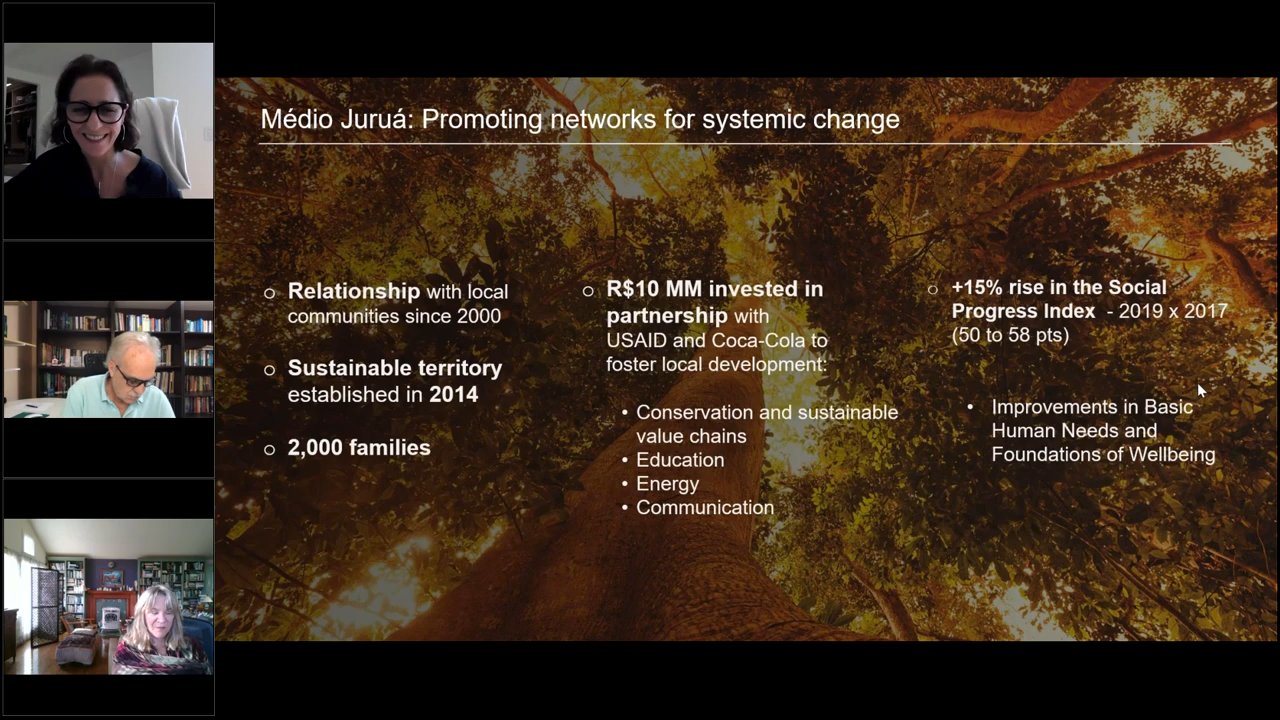 Médio Juruá: Promoting networks for systemic change
o Relationship with local
communities since 2000
o Sustainable territory
established in 2014
o 2,000 families
o R$10 MM invested in
partnership with
USAID and Coca-Cola to
foster local development:
• Conservation and sustainable
value chains
• Education
• Energy
• Communication
o +15% rise in the Social
Progress Index - 2019 x 2017
(50 to 58 pts)
• Improvements in Basic
Human Needs and
Foundations of Wellbeing